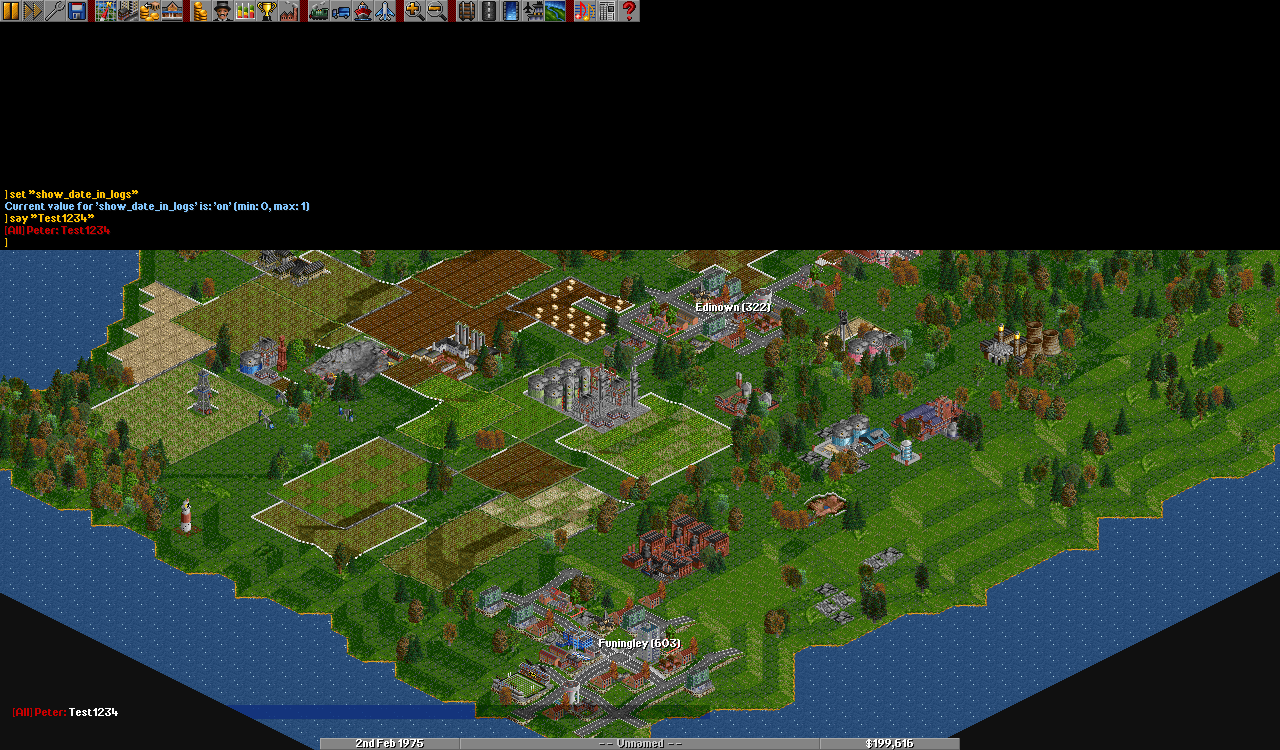 ] set "show_date_in_logs"
Current value for 'show_date_in_logs' is: 'on' (min: 0, max: 1)
] say "Test1234"
[All] Peter: Test1234
]
Edinown (322)
Funingley (603)
[All] Peter: Test1234
2nd Feb 1975 -- Unnamed -- $199,616